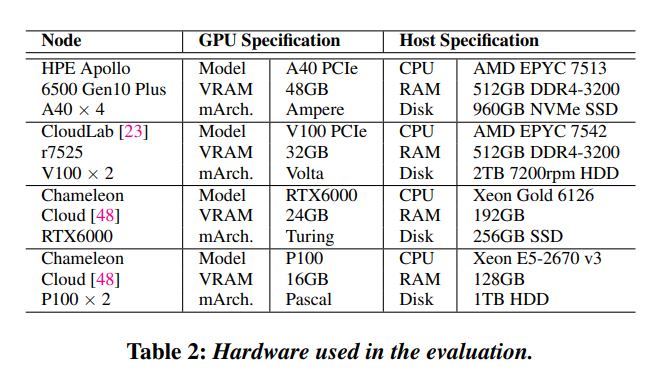 Node GPU Specification Host Specification
HPE Apollo Model A40 PCIe CPU AMD EPYC 7513
6500 Gen10 Plus VRAM 48GB RAM 512GB DDR4-3200
A40 × 4 mArch. Ampere Disk 960GB NVMe SSD
CloudLab [23] Model V100 PCIe CPU AMD EPYC 7542
r7525 VRAM 32GB RAM 512GB DDR4-3200
V100 × 2 mArch. Volta Disk 2TB 7200rpm HDD
Chameleon Model RTX6000 CPU Xeon Gold 6126
Cloud [48] VRAM 24GB RAM 192GB
RTX6000 mArch. Turing Disk 256GB SSD
Chameleon Model P100 CPU Xeon E5-2670 v3
Cloud [48] VRAM 16GB RAM 128GB
P100 × 2 mArch. Pascal Disk 1TB HDD
Table 2: Hardware used in the evaluation.